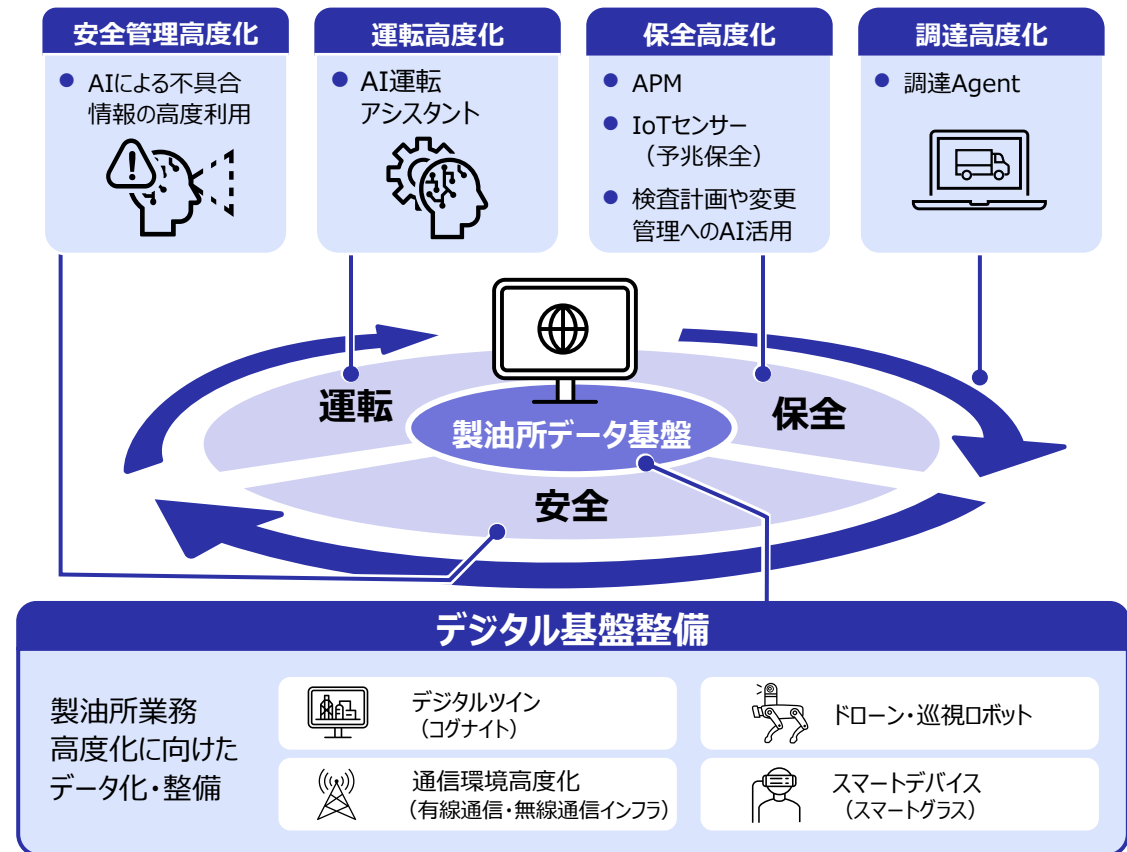 安全管理高度化
AIによる不具合
情報の高度利用
運転高度化
AI運転
アシスタント
保全高度化
APM
IoTセンサー
（予兆保全）
検査計画や変更
管理へのAI活用
調達高度化
調達Agent
運転
保全
製油所データ基盤
安全
デジタル基盤整備
製油所業務
高度化に向けた
データ化・整備
デジタルツイン
（コグナイト）
ドローン・巡視ロボット
通信環境高度化
（有線通信・無線通信インフラ）
スマートデバイス
（スマートグラス）